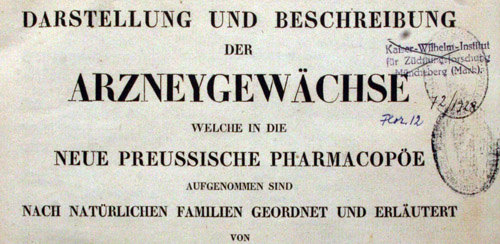 DARSTELLUNG UND BESCHREIBUNG
DER
ARZNEYGEWÄCHSE
WELCHE IN DIE
NEUE PREUSSISCHE PHARMACOPÖE
AUFGENOMMEN SIND
NACH NATÜRLICHEN FAMILIEN GEORDNET UND ERLÄUTERT
VON
Kaiser-Wilhelm-Institut
für Züchtungsforschung
Müncheberg (Mark).
72/1928